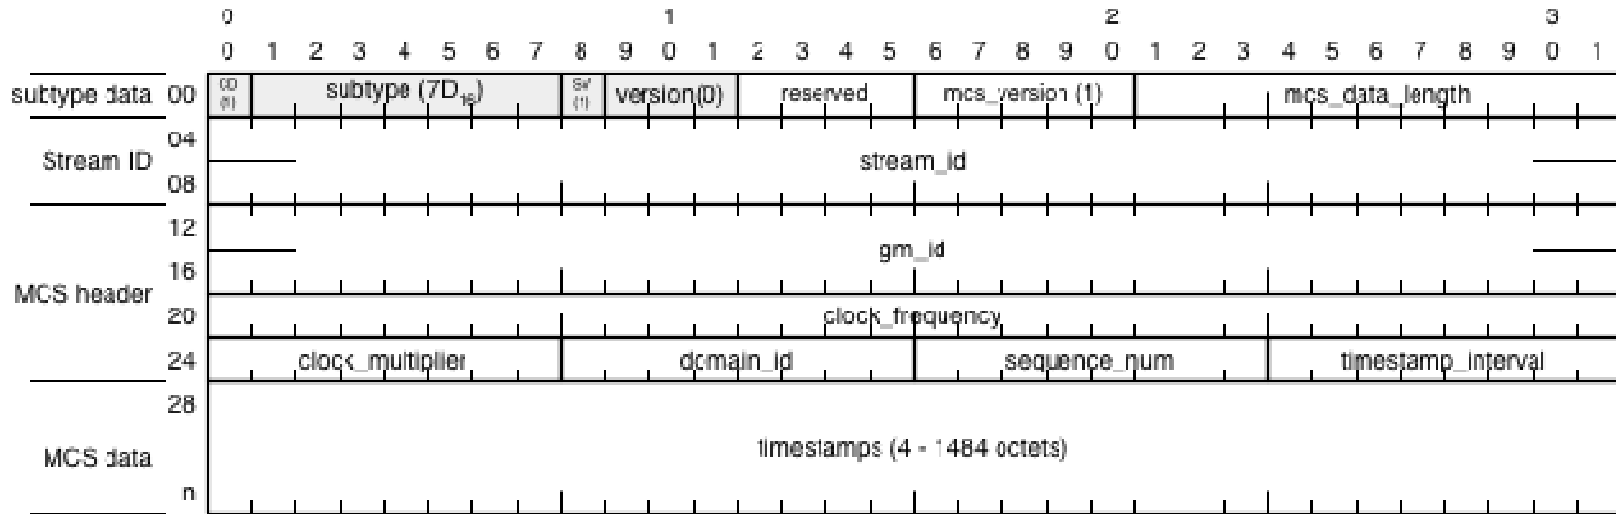 0 1 2 3
0 1 2 3 4 5 6 7 8 9 0 1 2 3 4 5 6 7 8 9 0 1 2 3 4 5 6 7 8 9 0 1
subtype data 00 subtype (7D₁₆) version(0) reserved mcs_version (1) mcs_data_length
04
Stream ID stream_id
08
12
gm_id
16
MCS header
20 clock_frequency
24 clock_multiplier domain_id sequence_num timestamp_interval
28
MCS data timestamps (4 - 1484 octets)
n